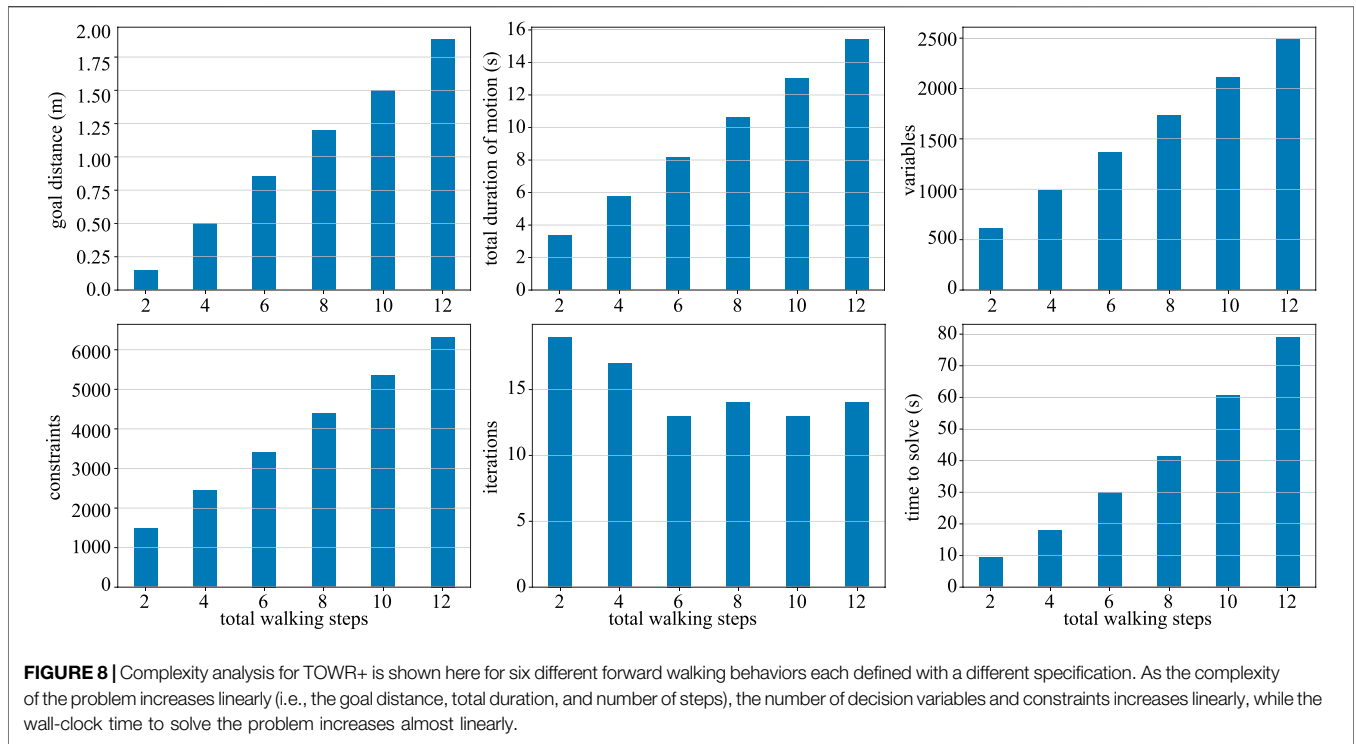 2.00
1.75
1.50
1.25
1.00
0.75
0.50
0.25
0.0
goal distance (m)
2 4 6 8 10 12
16
14
12
10
8
6
4
2
0
total duration of motion (s)
2 4 6 8 10 12
2500
2000
1500
1000
500
0
variables
2 4 6 8 10 12
6000
5000
4000
3000
2000
1000
0
constraints
2 4 6 8 10 12
total walking steps
15
10
5
0
iterations
2 4 6 8 10 12
total walking steps
80
70
60
50
40
30
20
10
0
time to solve (s)
2 4 6 8 10 12
total walking steps
FIGURE 8 | Complexity analysis for TOWR+ is shown here for six different forward walking behaviors each defined with a different specification. As the complexity
of the problem increases linearly (i.e., the goal distance, total duration, and number of steps), the number of decision variables and constraints increases linearly, while the
wall-clock time to solve the problem increases almost linearly.